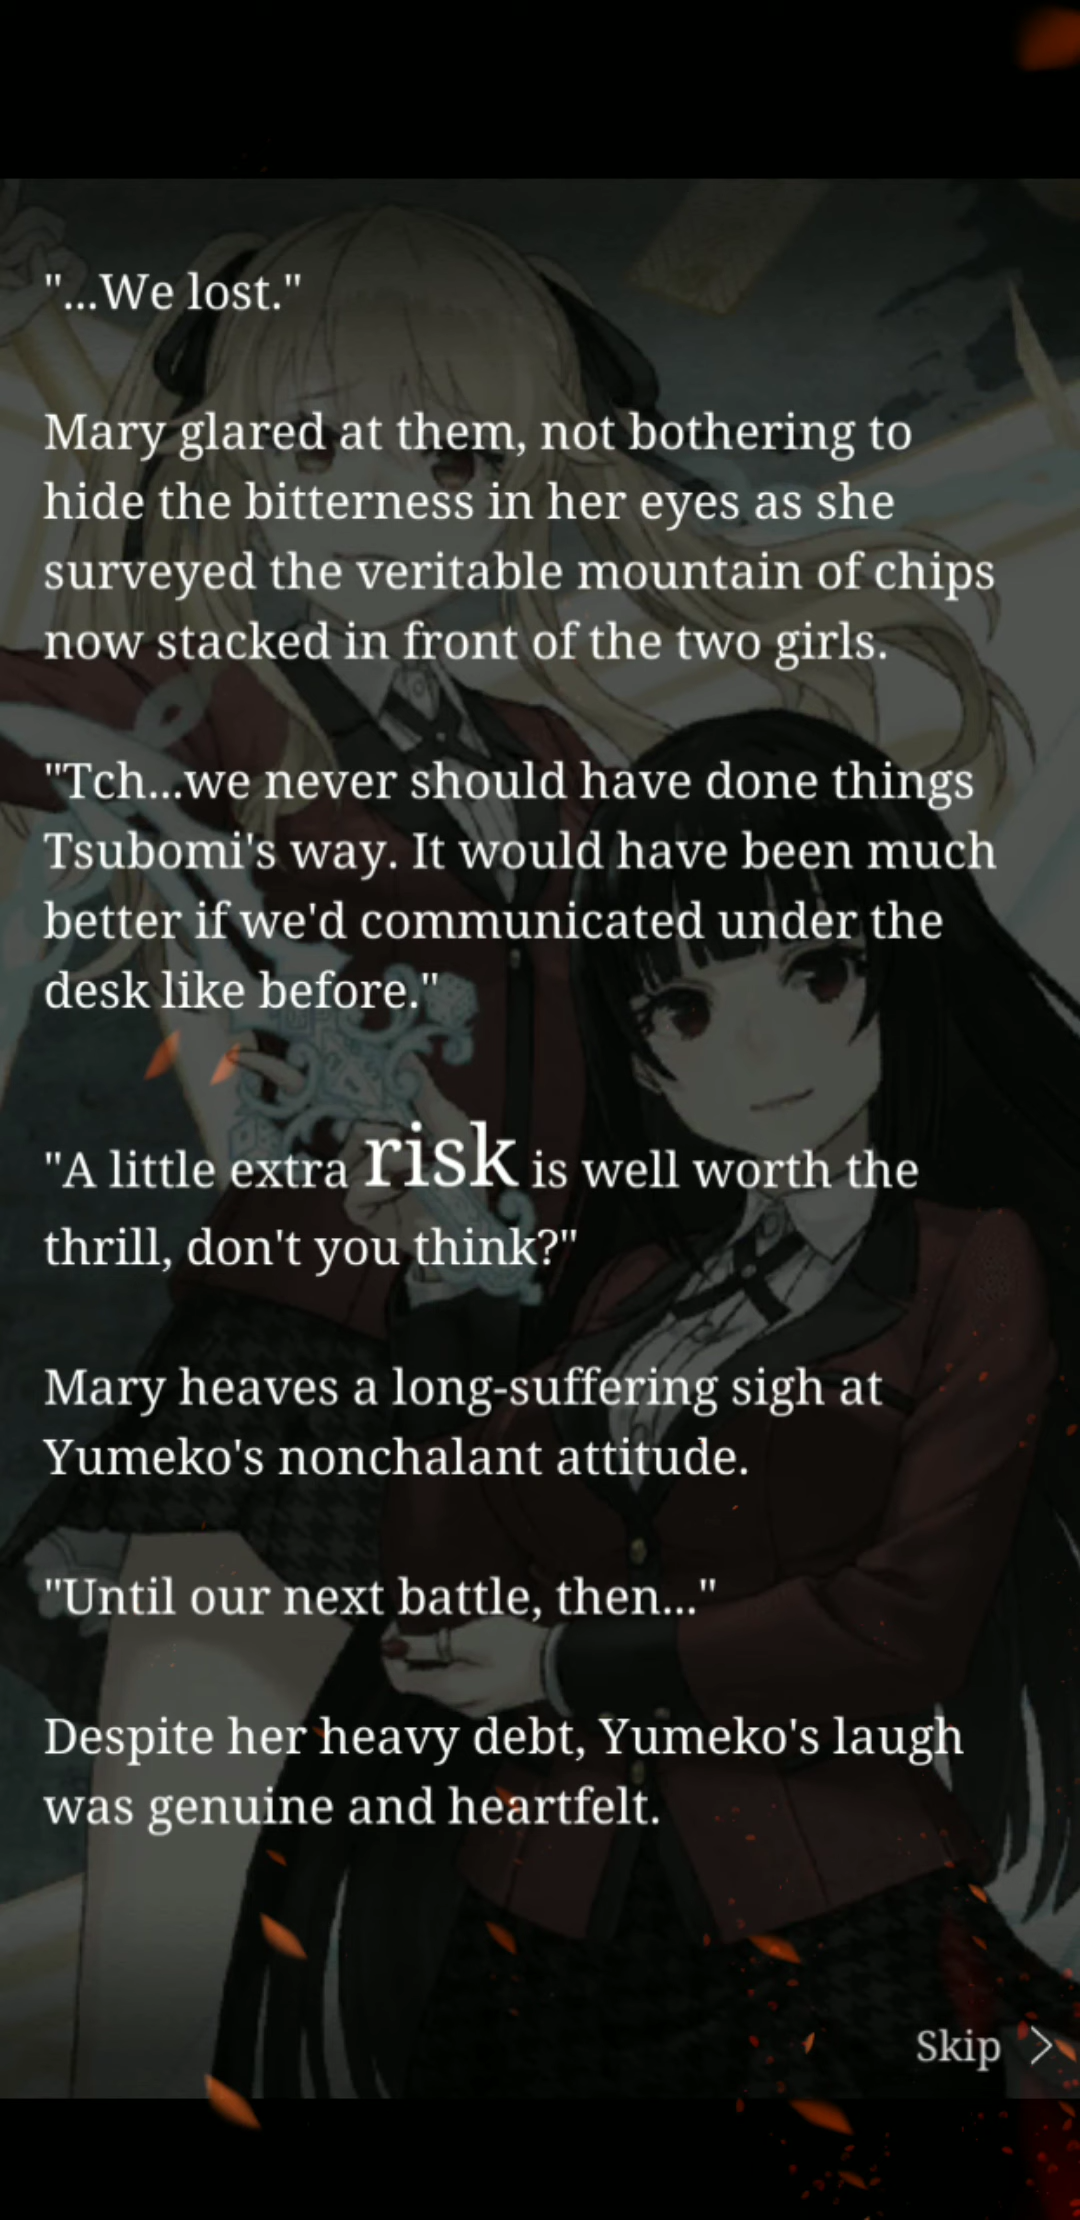 "...We lost."
Mary glared at them, not bothering to
hide the bitterness in her eyes as she
surveyed the veritable mountain of chips
now stacked in front of the two girls.
"Tch...we never should have done things
Tsubomi's way. It would have been much
better if we'd communicated under the
desk like before."
"A little extra risk is well worth the
thrill, don't you think?"
Mary heaves a long-suffering sigh at
Yumeko's nonchalant attitude.
"Until our next battle, then..."
Despite her heavy debt, Yumeko's laugh
was genuine and heartfelt.
Skip >